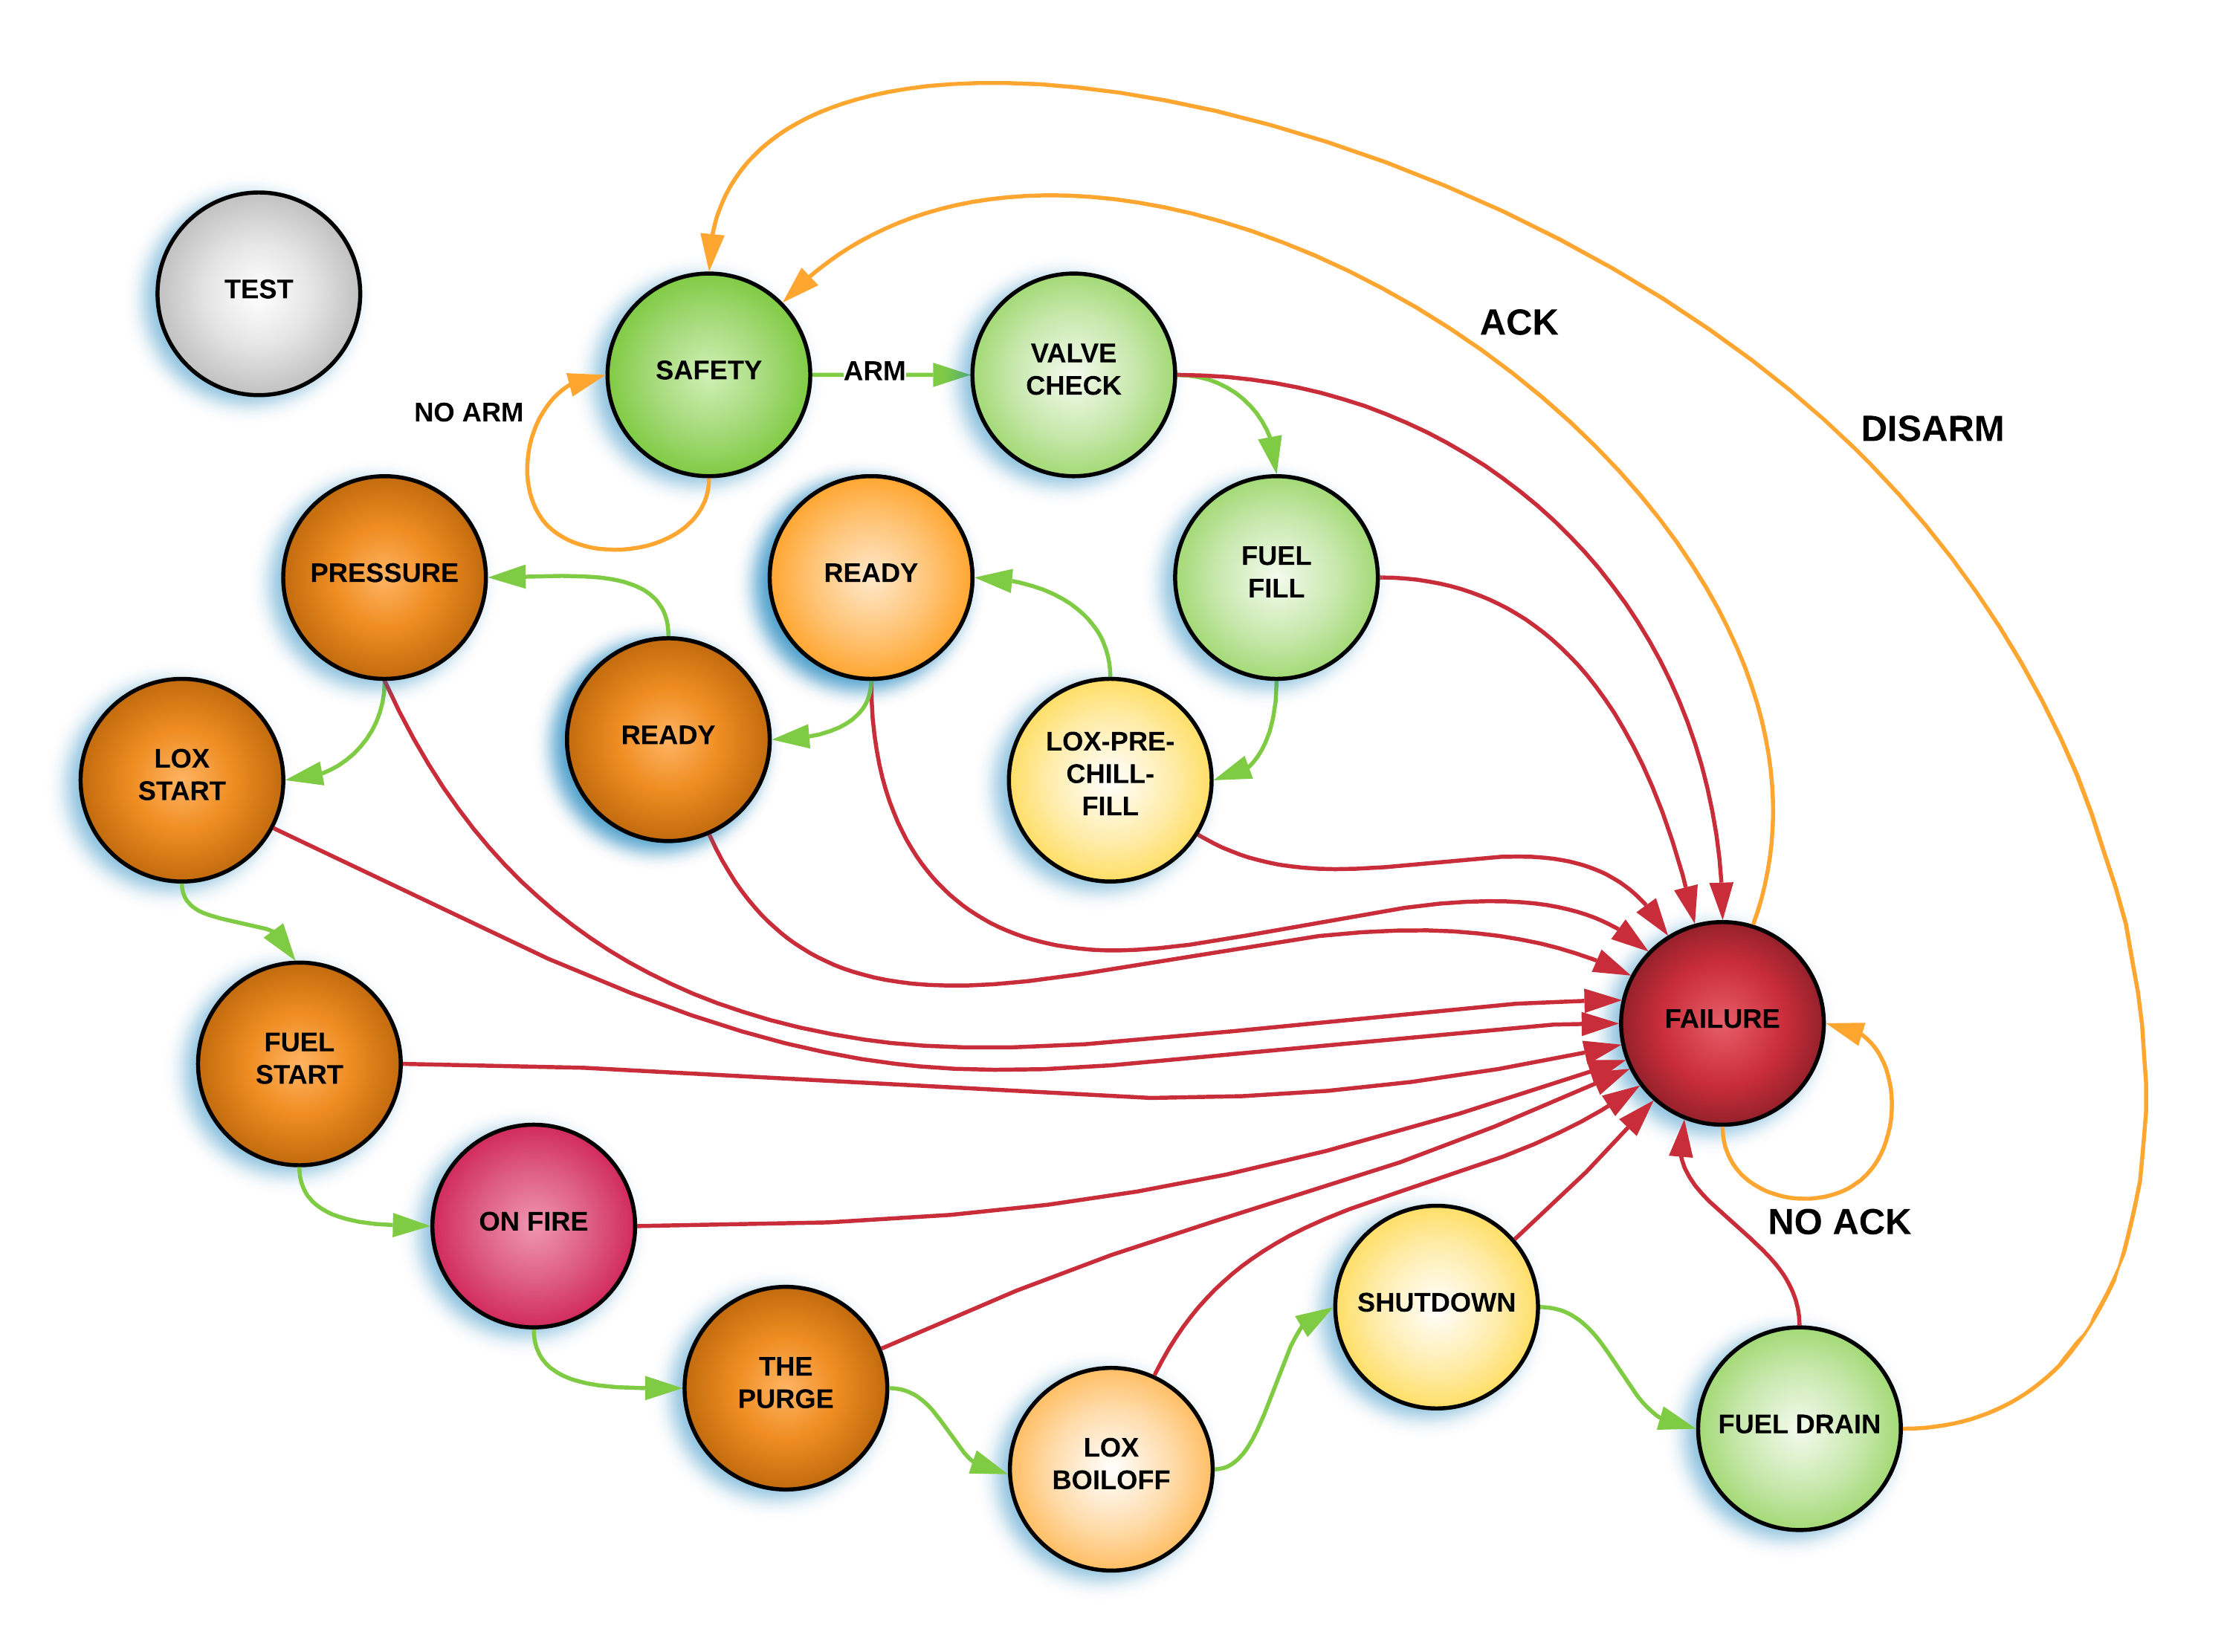 TEST
SAFETY
ARM
VALVE
CHECK
ACK
NO ARM
DISARM
PRESSURE
READY
FUEL
FILL
READY
LOX-PRE-
CHILL-
FILL
LOX
START
FAILURE
FUEL
START
ON FIRE
NO ACK
SHUTDOWN
THE
PURGE
FUEL DRAIN
LOX
BOILOFF